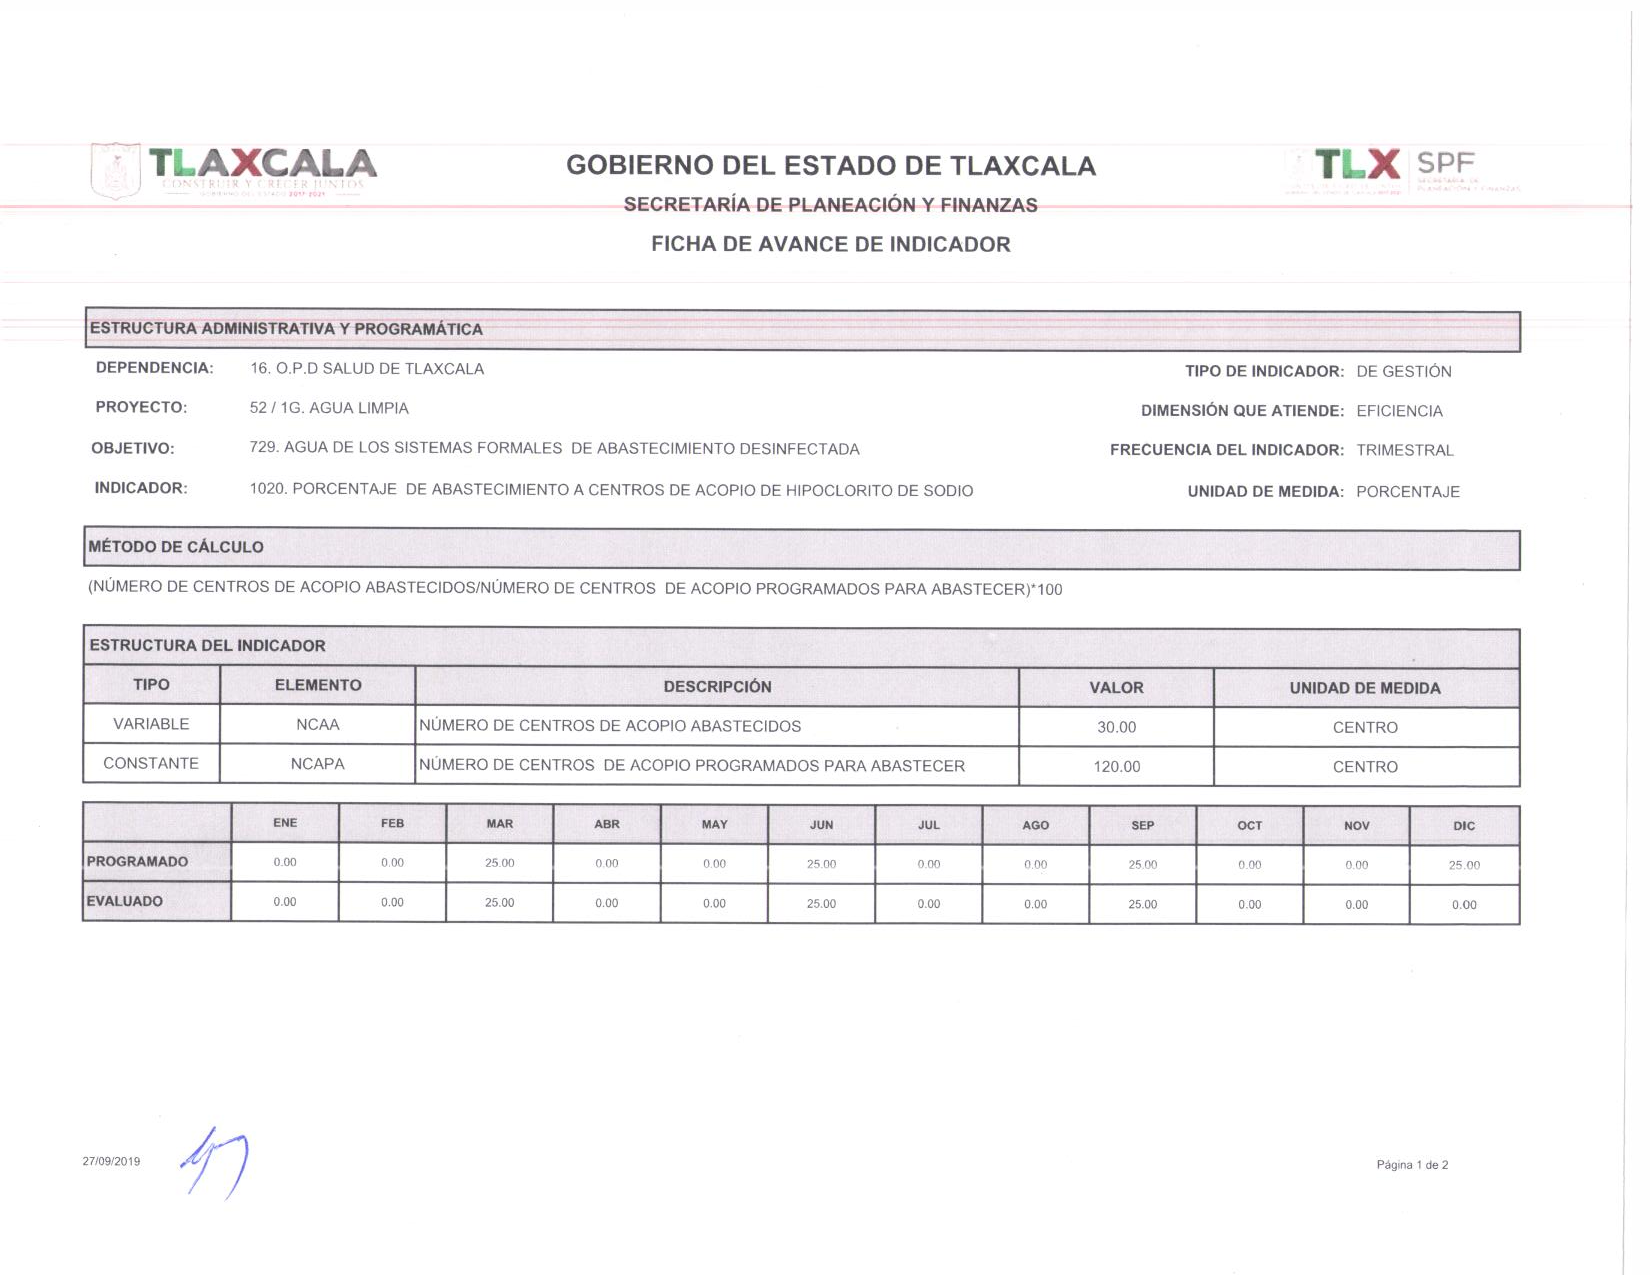 TLAXCALA
CONSTRUIR Y CRECER JUNTOS
GOBIERNO DEL ESTADO DE TLAXCALA
TLX SPF
SECRETARÍA DE PLANEACIÓN Y FINANZAS
FICHA DE AVANCE DE INDICADOR
ESTRUCTURA ADMINISTRATIVA Y PROGRAMÁTICA
DEPENDENCIA: 16. O.P.D SALUD DE TLAXCALA TIPO DE INDICADOR: DE GESTIÓN
PROYECTO: 52 / 1G. AGUA LIMPIA DIMENSIÓN QUE ATIENDE: EFICIENCIA
OBJETIVO: 729. AGUA DE LOS SISTEMAS FORMALES DE ABASTECIMIENTO DESINFECTADA FRECUENCIA DEL INDICADOR: TRIMESTRAL
INDICADOR: 1020. PORCENTAJE DE ABASTECIMIENTO A CENTROS DE ACOPIO DE HIPOCLORITO DE SODIO UNIDAD DE MEDIDA: PORCENTAJE
MÉTODO DE CÁLCULO
(NÚMERO DE CENTROS DE ACOPIO ABASTECIDOS/NÚMERO DE CENTROS DE ACOPIO PROGRAMADOS PARA ABASTECER)*100
ESTRUCTURA DEL INDICADOR
TIPO ELEMENTO DESCRIPCIÓN VALOR UNIDAD DE MEDIDA
VARIABLE NCAA NÚMERO DE CENTROS DE ACOPIO ABASTECIDOS 30.00 CENTRO
CONSTANTE NCAPA NÚMERO DE CENTROS DE ACOPIO PROGRAMADOS PARA ABASTECER 120.00 CENTRO
ENE FEB MAR ABR MAY JUN JUL AGO SEP OCT NOV DIC
PROGRAMADO 0.00 0.00 25.00 0.00 0.00 25.00 0.00 0.00 25.00 0.00 0.00 25.00
EVALUADO 0.00 0.00 25.00 0.00 0.00 25.00 0.00 0.00 25.00 0.00 0.00 0.00
27/09/2019 Página 1 de 2